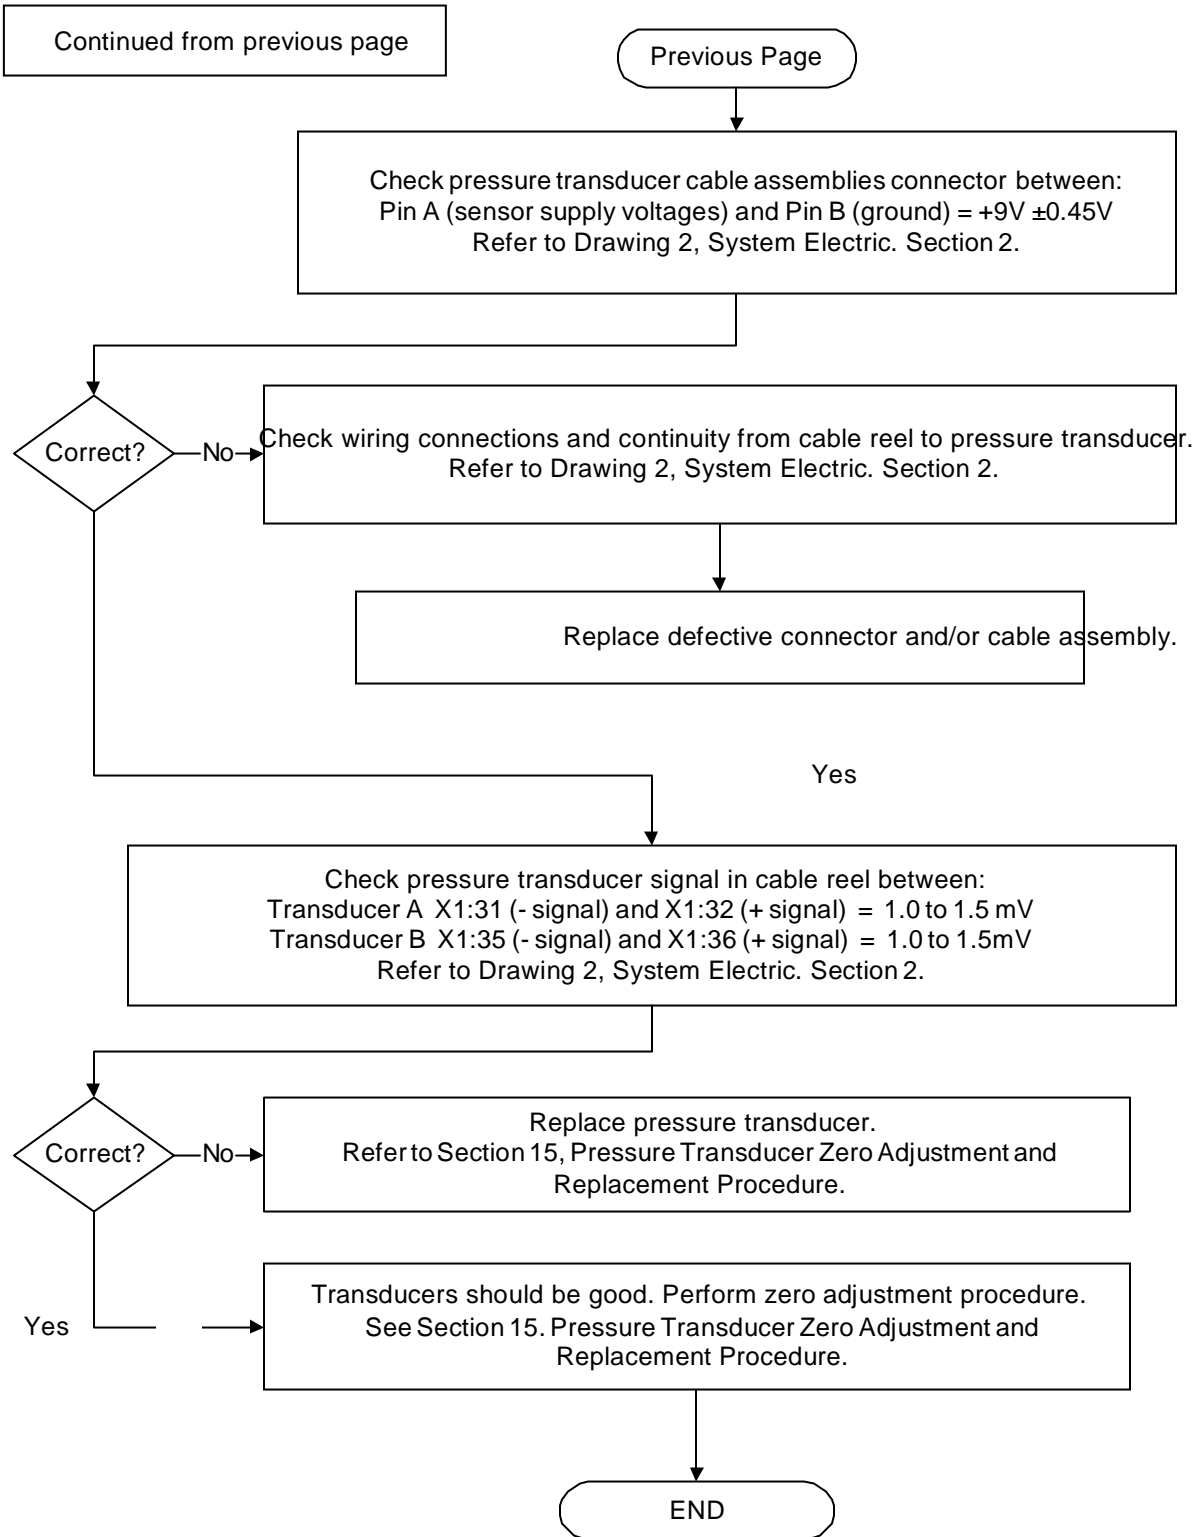 Continued from previous page
Previous Page
Check pressure transducer cable assemblies connector between:
Pin A (sensor supply voltages) and Pin B (ground) = +9V ±0.45V
Refer to Drawing 2, System Electric. Section 2.
Correct?
No
Check wiring connections and continuity from cable reel to pressure transducer.
Refer to Drawing 2, System Electric. Section 2.
Replace defective connector and/or cable assembly.
Yes
Check pressure transducer signal in cable reel between:
Transducer A X1:31 (- signal) and X1:32 (+ signal) = 1.0 to 1.5 mV
Transducer B X1:35 (- signal) and X1:36 (+ signal) = 1.0 to 1.5mV
Refer to Drawing 2, System Electric. Section 2.
Correct?
No
Replace pressure transducer.
Refer to Section 15, Pressure Transducer Zero Adjustment and
Replacement Procedure.
Yes
Transducers should be good. Perform zero adjustment procedure.
See Section 15. Pressure Transducer Zero Adjustment and
Replacement Procedure.
END